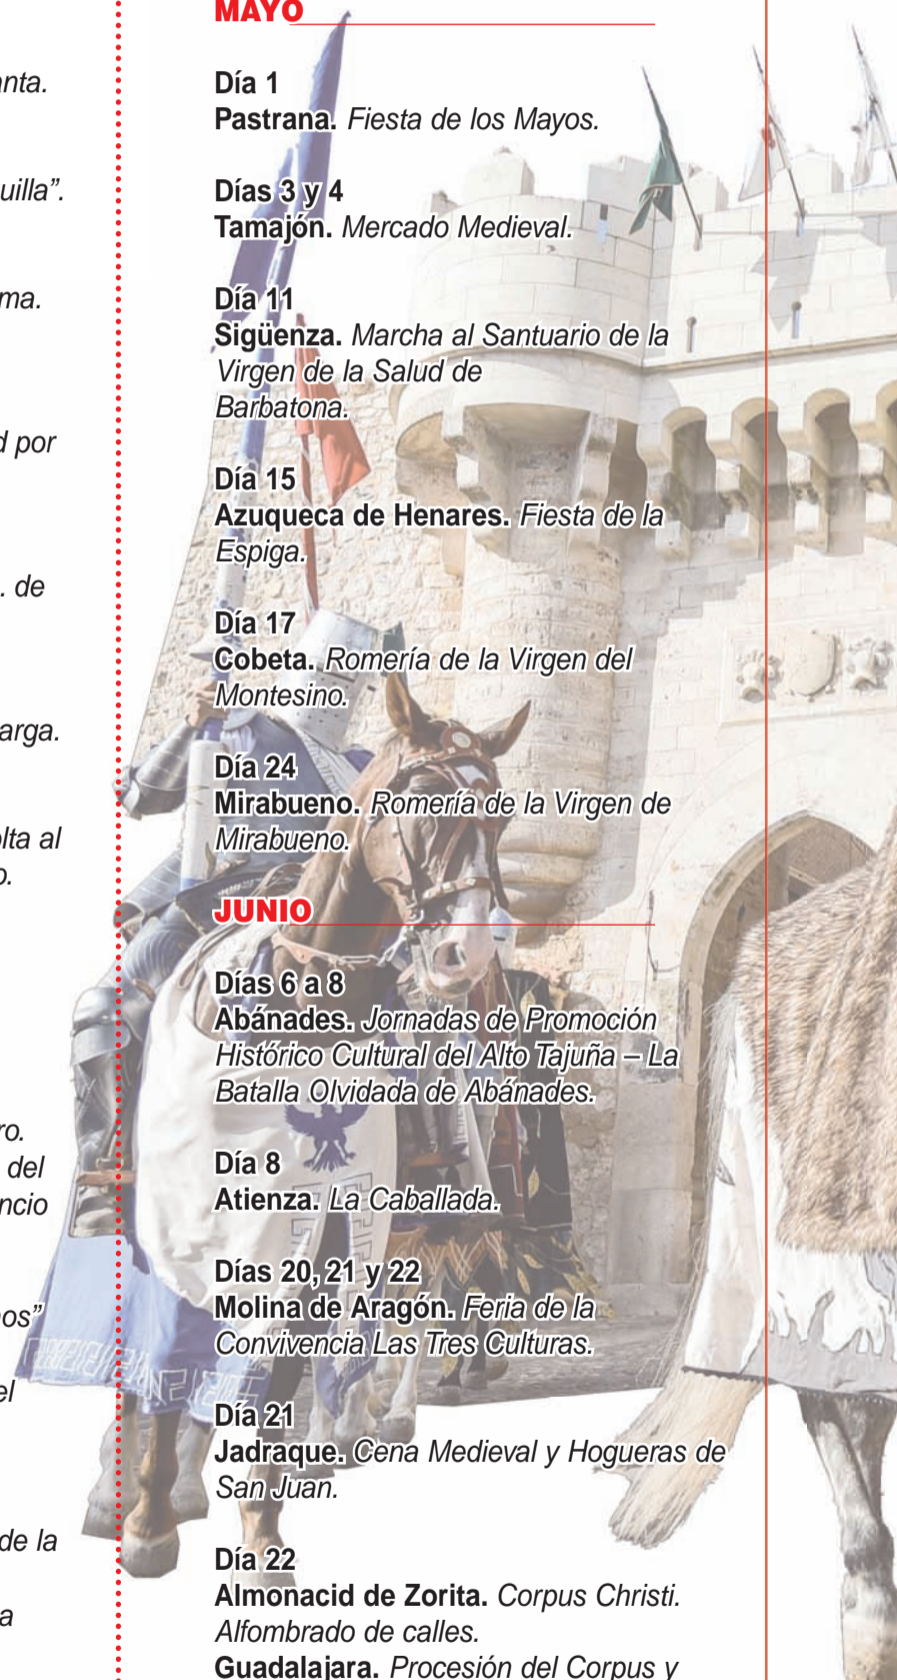 anta.
uilla”.
ma.
d por
. de
arga.
olta al
o.
ro.
del
ncio
os”
el
de la
a
MAYO
Día 1
Pastrana. Fiesta de los Mayos.
Días 3 y 4
Tamajón. Mercado Medieval.
Día 11
Sigüenza. Marcha al Santuario de la
Virgen de la Salud de
Barbatona.
Día 15
Azuqueca de Henares. Fiesta de la
Espiga.
Día 17
Cobeta. Romería de la Virgen del
Montesino.
Día 24
Mirabueno. Romería de la Virgen de
Mirabueno.
JUNIO
Días 6 a 8
Abánades. Jornadas de Promoción
Histórico Cultural del Alto Tajuña – La
Batalla Olvidada de Abánades.
Día 8
Atienza. La Caballada.
Días 20, 21 y 22
Molina de Aragón. Feria de la
Convivencia Las Tres Culturas.
Día 21
Jadraque. Cena Medieval y Hogueras de
San Juan.
Día 22
Almonacid de Zorita. Corpus Christi.
Alfombrado de calles.
Guadalajara. Procesión del Corpus y